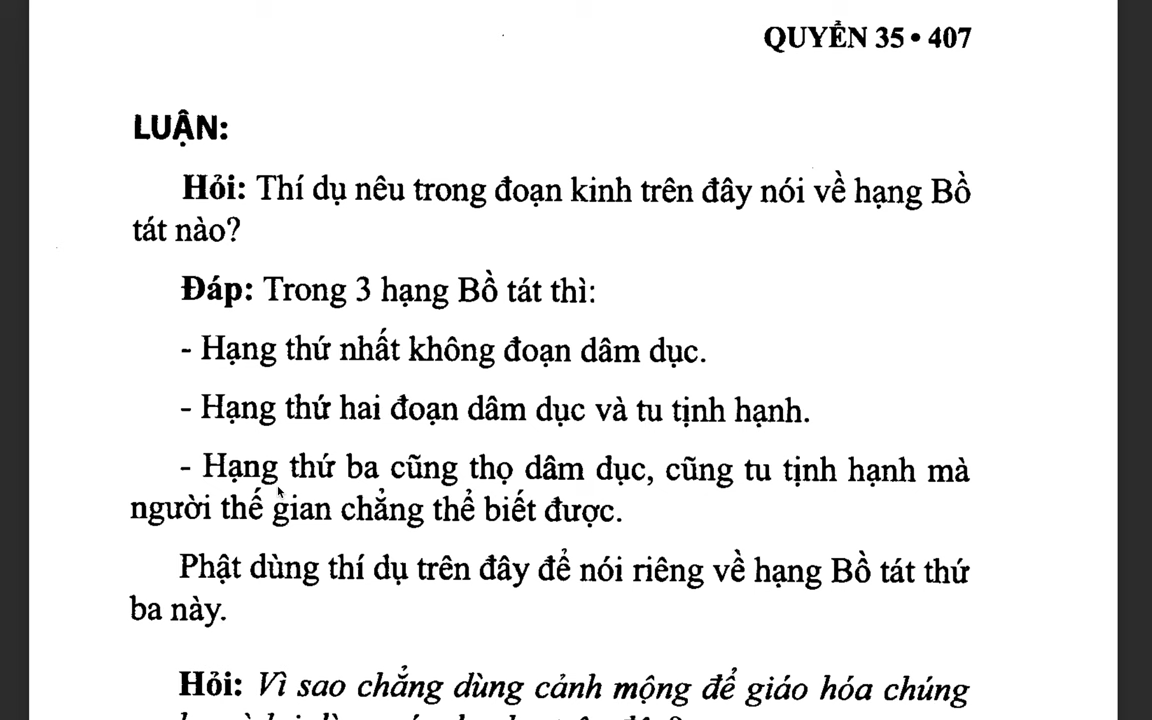 QUYỂN 35 • 407
LUẬN:
Hỏi: Thí dụ nêu trong đoạn kinh trên đây nói về hạng Bồ
tát nào?
Đáp: Trong 3 hạng Bồ tát thì:
- Hạng thứ nhất không đoạn dâm dục.
- Hạng thứ hai đoạn dâm dục và tu tịnh hạnh.
- Hạng thứ ba cũng thọ dâm dục, cũng tu tịnh hạnh mà
người thế gian chẳng thể biết được.
Phật dùng thí dụ trên đây để nói riêng về hạng Bồ tát thứ
ba này.
Hỏi: Vì sao chẳng dùng cảnh mộng để giáo hóa chúng